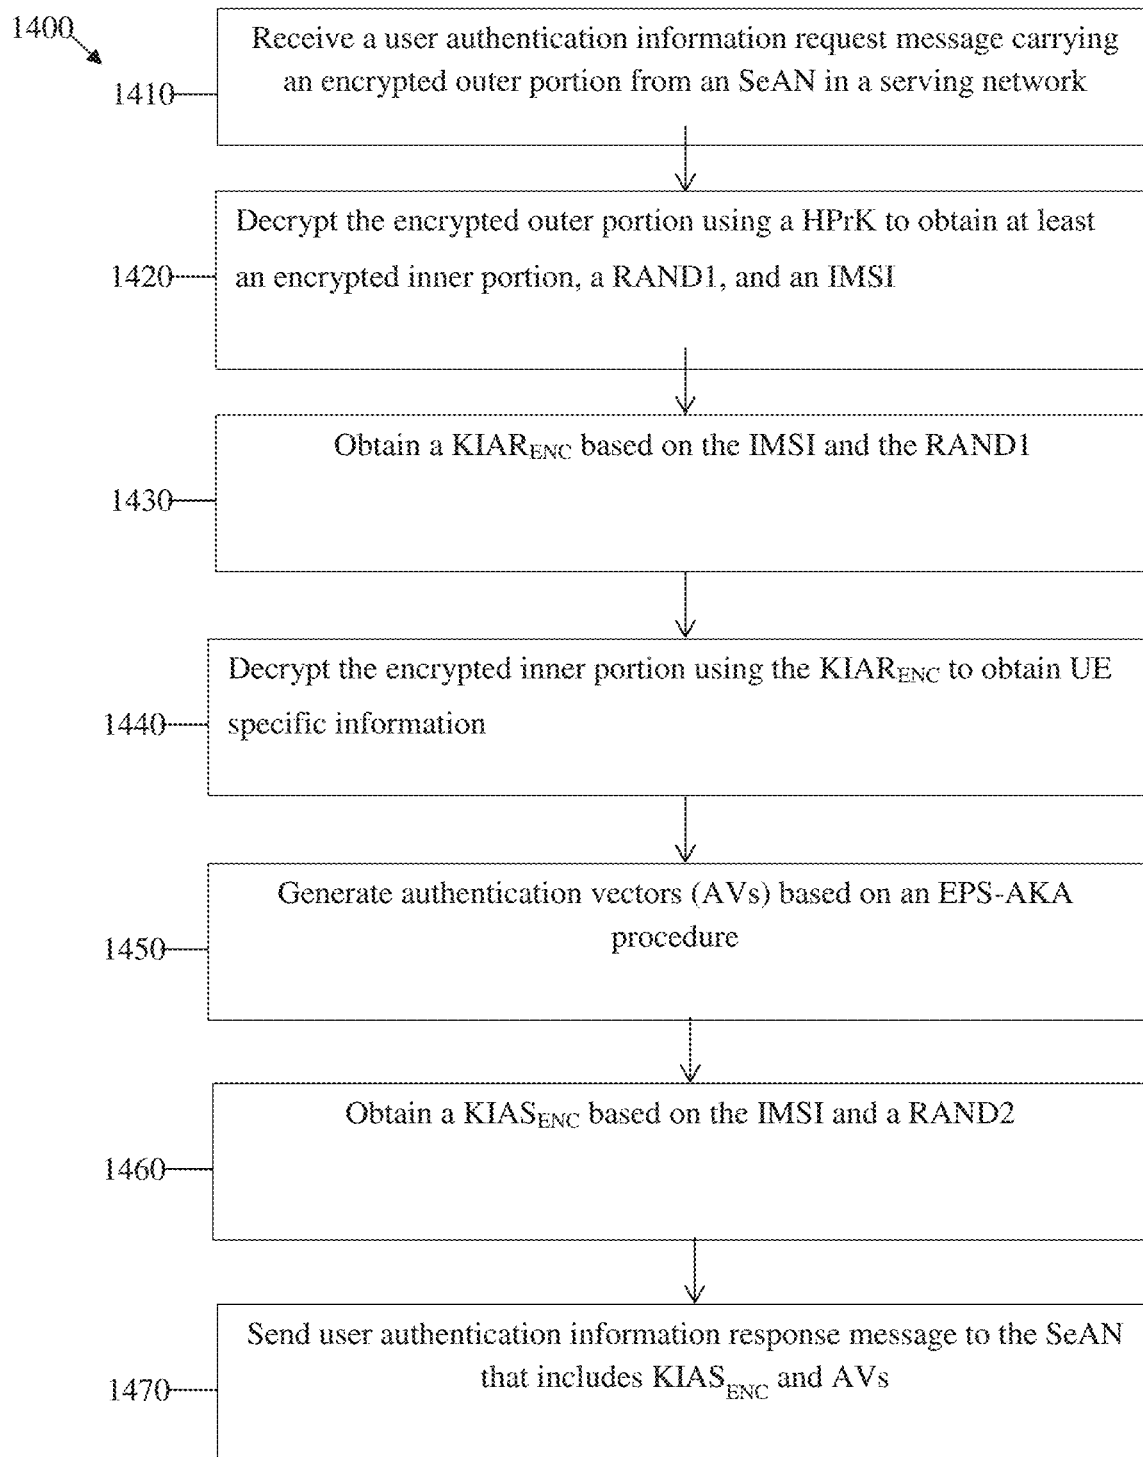 1400
Receive a user authentication information request message carrying
an encrypted outer portion from an SeAN in a serving network
1410
Decrypt the encrypted outer portion using a HPrK to obtain at least
an encrypted inner portion, a RAND1, and an IMSI
1420
Obtain a KIAR_ENC based on the IMSI and the RAND1
1430
Decrypt the encrypted inner portion using the KIAR_ENC to obtain UE
specific information
1440
Generate authentication vectors (AVs) based on an EPS-AKA
procedure
1450
Obtain a KIAS_ENC based on the IMSI and a RAND2
1460
Send user authentication information response message to the SeAN
that includes KIAS_ENC and AVs
1470